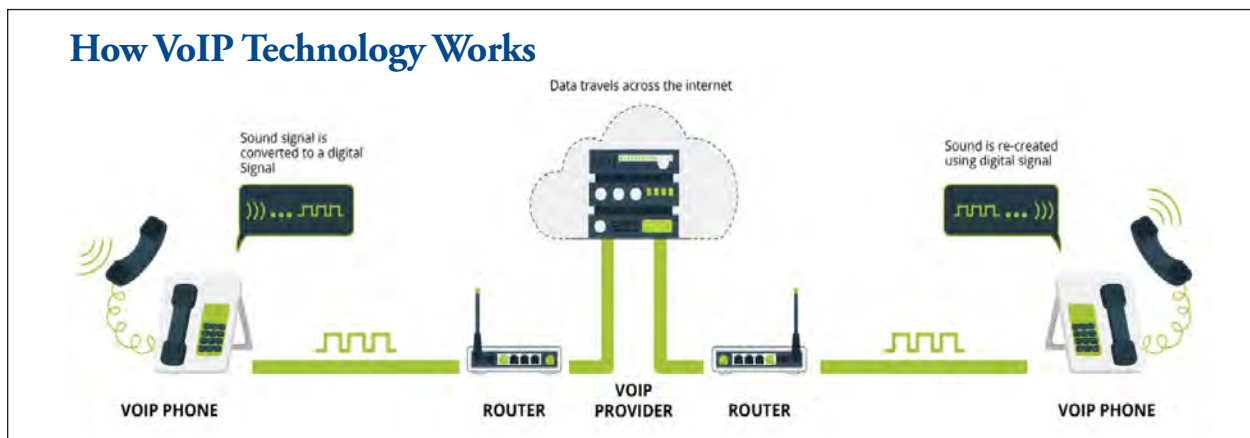 How VoIP Technology Works
Data travels across the internet
Sound signal is
converted to a digital
Signal
Sound is re-created
using digital signal
VOIP PHONE
ROUTER
VOIP
PROVIDER
ROUTER
VOIP PHONE